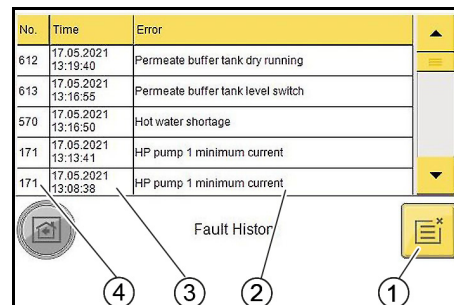 No. Time Error
612 17.05.2021 13:19:40 Permeate buffer tank dry running
613 17.05.2021 13:16:55 Permeate buffer tank level switch
570 17.05.2021 13:16:50 Hot water shortage
171 17.05.2021 13:13:41 HP pump 1 minimum current
171 17.05.2021 13:08:38 HP pump 1 minimum current
Fault Histor
4 3 2 1